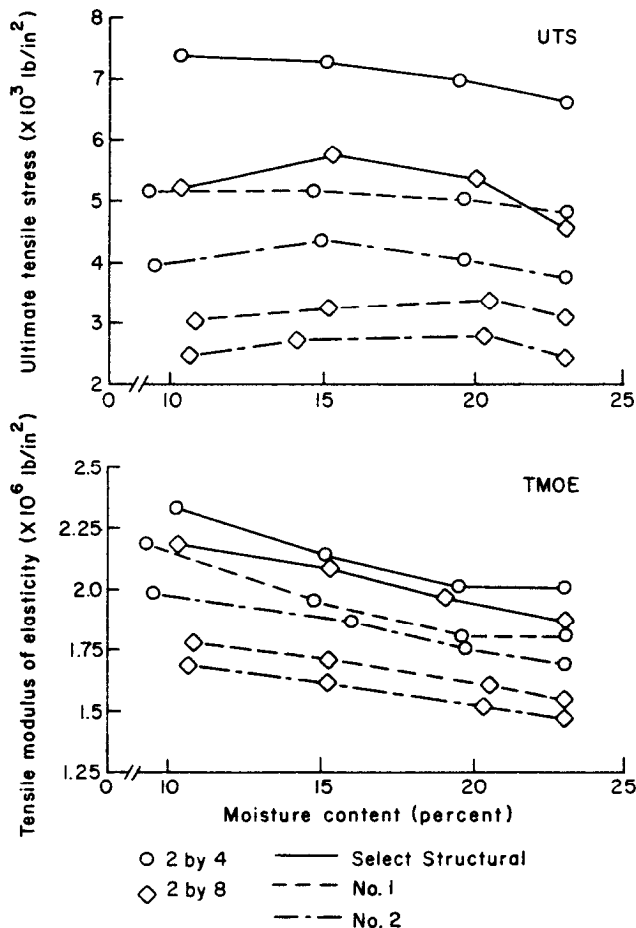 UTS
Ultimate tensile stress (X10³ lb/in²)
8
7
6
5
4
3
2
0 10 15 20 25
TMOE
Tensile modulus of elasticity (X10⁶ lb/in²)
2.5
2.25
2.0
1.75
1.5
1.25
0 10 15 20 25
Moisture content (percent)
2 by 4 Select Structural
2 by 8 No. 1
No. 2